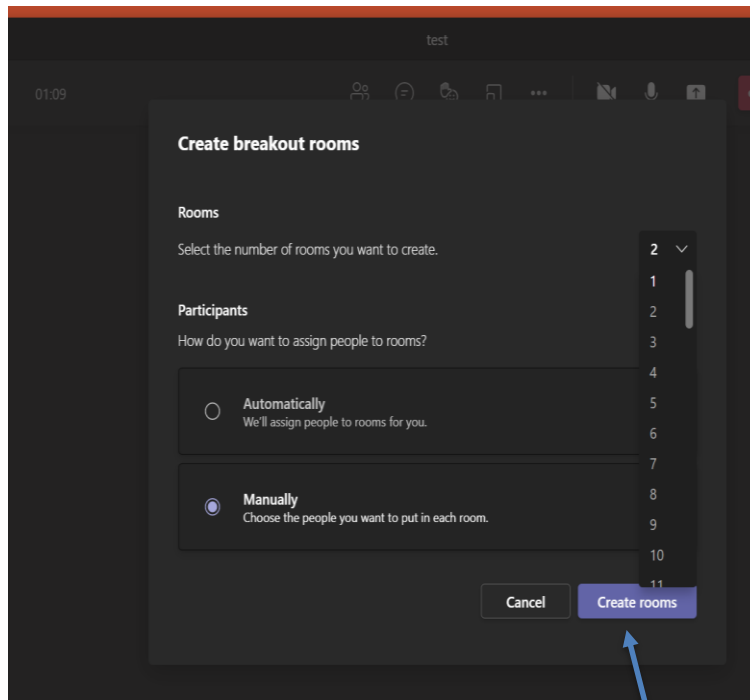 test
01:09
Create breakout rooms
Rooms
Select the number of rooms you want to create.
2
1
2
3
4
5
6
7
8
9
10
11
Participants
How do you want to assign people to rooms?
Automatically
We'll assign people to rooms for you.
Manually
Choose the people you want to put in each room.
Cancel
Create rooms